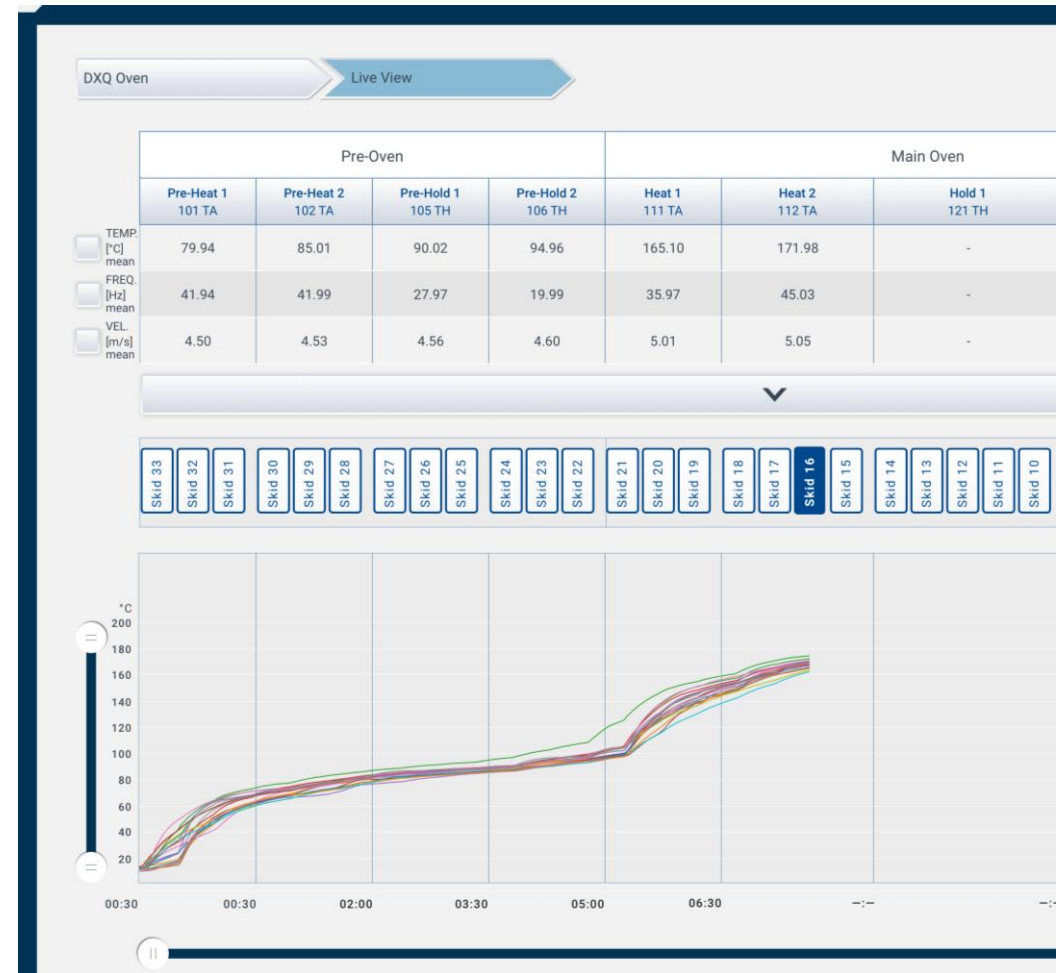 DXQ Oven
Live View
Pre-Oven
Main Oven
Pre-Heat 1
101 TA
Pre-Heat 2
102 TA
Pre-Hold 1
105 TH
Pre-Hold 2
106 TH
Heat 1
111 TA
Heat 2
112 TA
Hold 1
121 TH
TEMP.
[°C]
mean
79.94 85.01 90.02 94.96 165.10 171.98 -
FREQ.
[Hz]
mean
41.94 41.99 27.97 19.99 35.97 45.03 -
VEL.
[m/s]
mean
4.50 4.53 4.56 4.60 5.01 5.05 -
Skid 33
Skid 32
Skid 31
Skid 30
Skid 29
Skid 28
Skid 27
Skid 26
Skid 25
Skid 24
Skid 23
Skid 22
Skid 21
Skid 20
Skid 19
Skid 18
Skid 17
Skid 16
Skid 15
Skid 14
Skid 13
Skid 12
Skid 11
Skid 10
°C
200
180
160
140
120
100
80
60
40
20
00:30 00:30 02:00 03:30 05:00 06:30 –:– –:-